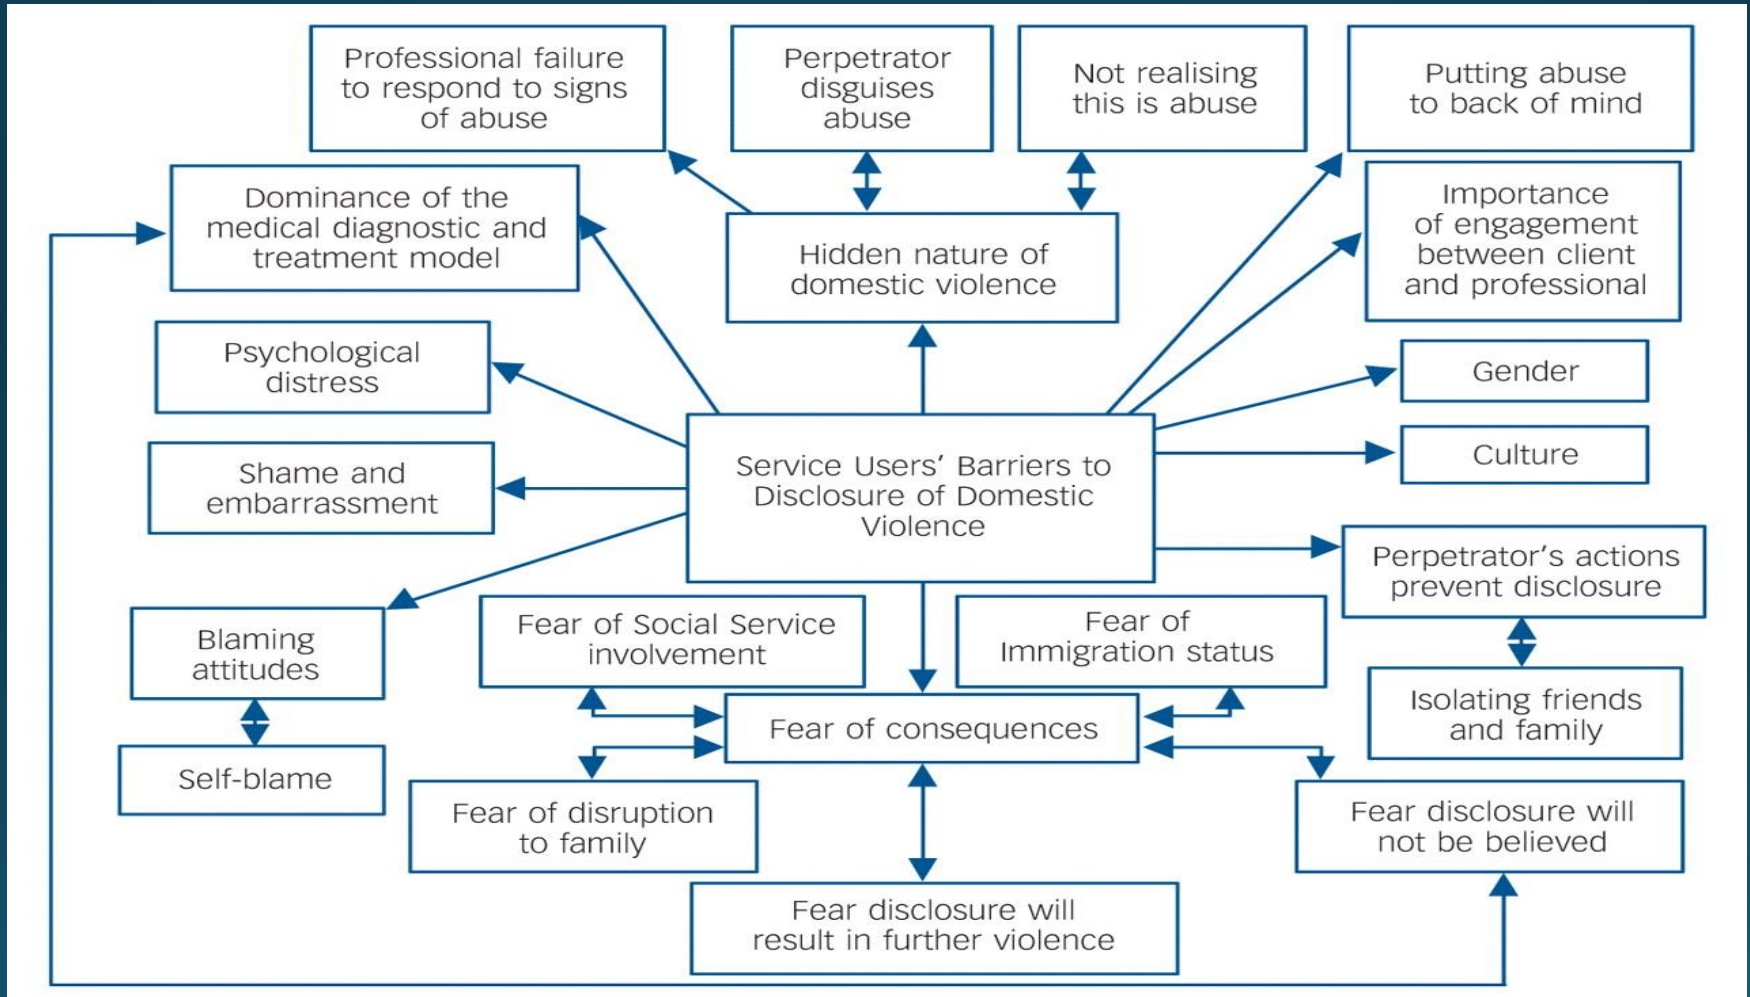 Professional failure
to respond to signs
of abuse
Perpetrator
disguises
abuse
Not realising
this is abuse
Putting abuse
to back of mind
Dominance of the
medical diagnostic and
treatment model
Hidden nature of
domestic violence
Importance
of engagement
between client
and professional
Psychological
distress
Gender
Shame and
embarrassment
Service Users’ Barriers to
Disclosure of Domestic
Violence
Culture
Perpetrator’s actions
prevent disclosure
Blaming
attitudes
Fear of Social Service
involvement
Fear of
Immigration status
Isolating friends
and family
Self-blame
Fear of consequences
Fear of disruption
to family
Fear disclosure will
not be believed
Fear disclosure will
result in further violence